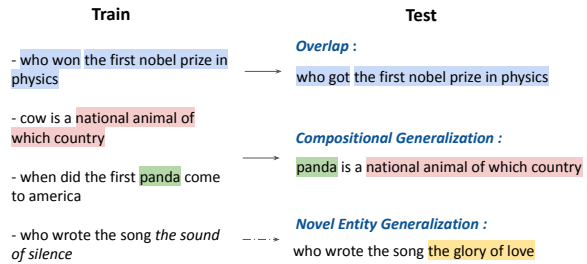 Train
- who won the first nobel prize in
physics
- cow is a national animal of
which country
- when did the first panda come
to america
- who wrote the song the sound
of silence
Test
Overlap :
who got the first nobel prize in physics
Compositional Generalization :
panda is a national animal of which country
Novel Entity Generalization :
who wrote the song the glory of love